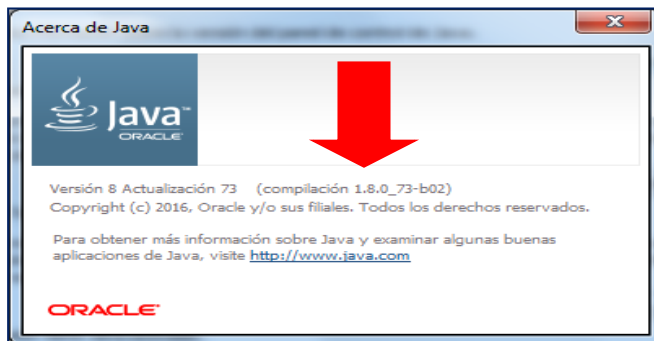 Acerca de Java
Java™
ORACLE
Versión 8 Actualización 73 (compilación 1.8.0_73-b02)
Copyright (c) 2016, Oracle y/o sus filiales. Todos los derechos reservados.
Para obtener más información sobre Java y examinar algunas buenas
aplicaciones de Java, visite http://www.java.com
ORACLE®